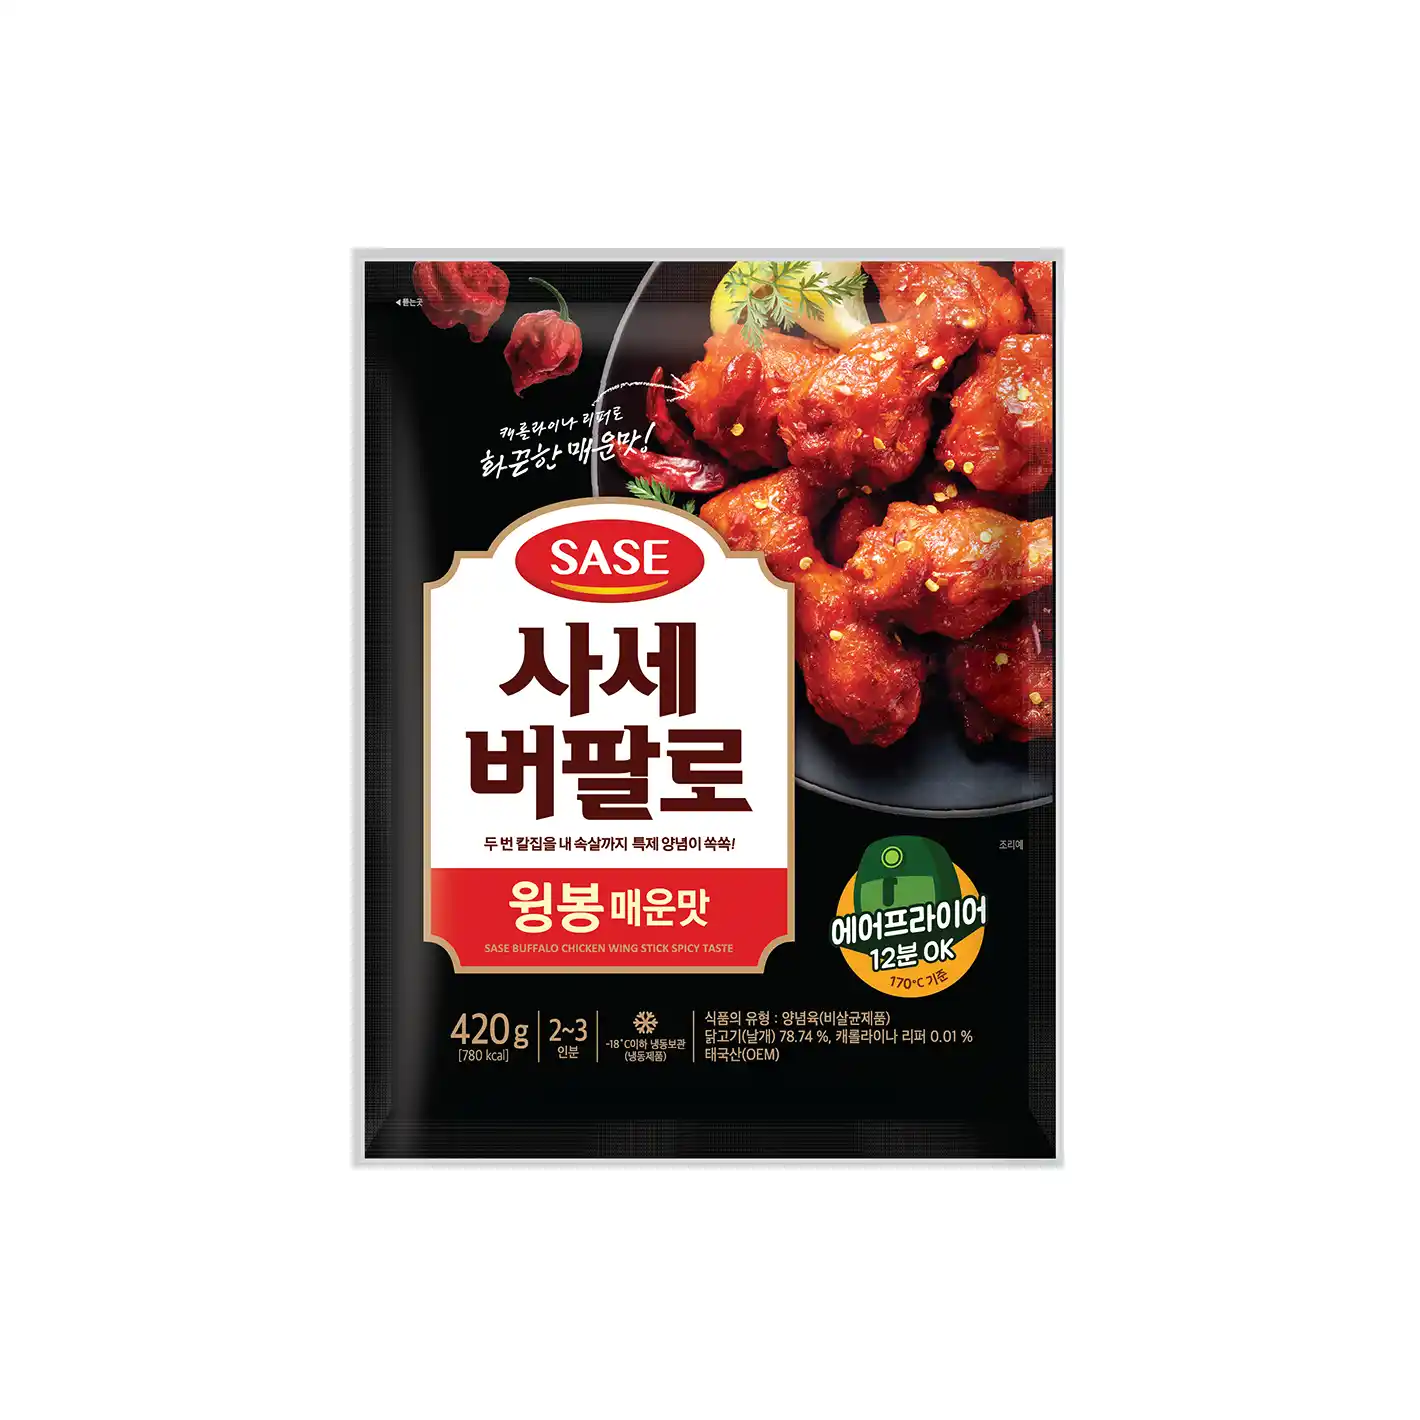 ◀뜯는곳
캐롤라이나 리퍼로
화끈한 매운맛!
SASE
사세
버팔로
두 번 칼집을 내 속살까지 특제 양념이 쏙쏙!
윙봉 매운맛
SASE BUFFALO CHICKEN WING STICK SPICY TASTE
조리예
에어프라이어
12분 OK
170°C 기준
420g
[780 kcal]
2~3
인분
-18°C이하 냉동보관
(냉동제품)
식품의 유형 : 양념육(비살균제품)
닭고기(날개) 78.74 %, 캐롤라이나 리퍼 0.01 %
태국산(OEM)